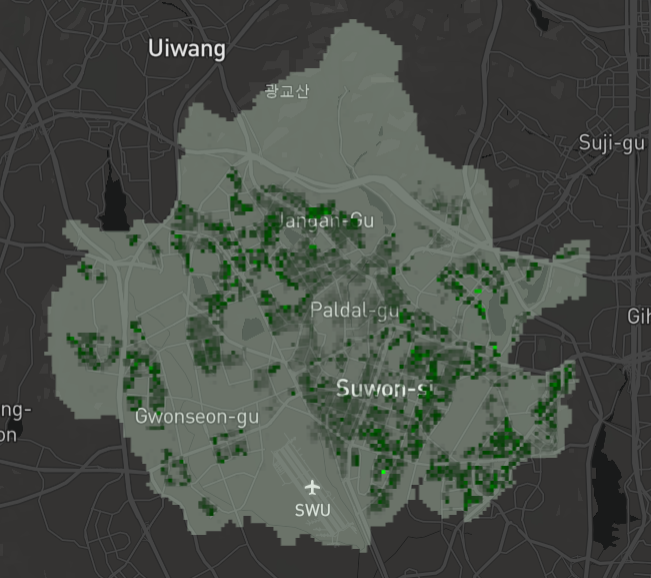 Uiwang
광교산
Suji-gu
Jangan-Gu
Paldal-gu
Gih
Suwon-si
ng-
on
Gwonseon-gu
SWU